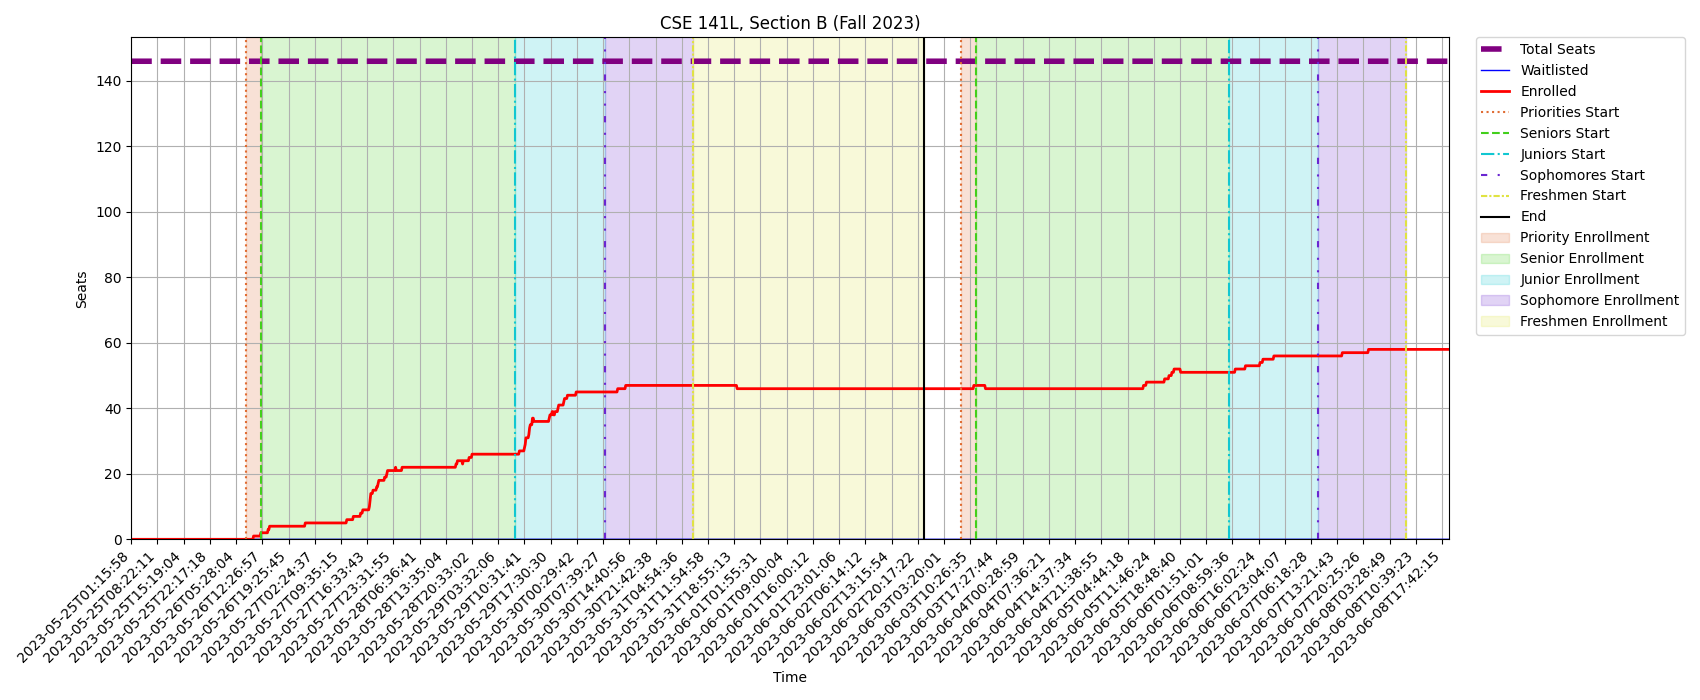 CSE 141L, Section B (Fall 2023)
Seats
140
120
100
80
60
40
20
0
2023-05-25T01:15:58
2023-05-25T08:22:11
2023-05-25T15:19:04
2023-05-25T22:17:18
2023-05-26T05:28:04
2023-05-26T12:26:57
2023-05-26T19:25:45
2023-05-27T02:24:37
2023-05-27T09:35:15
2023-05-27T16:33:43
2023-05-27T23:31:55
2023-05-28T06:36:41
2023-05-28T13:35:04
2023-05-28T20:33:02
2023-05-29T03:32:06
2023-05-29T10:31:41
2023-05-29T17:30:30
2023-05-30T00:29:42
2023-05-30T07:39:27
2023-05-30T14:40:56
2023-05-30T21:42:38
2023-05-31T04:54:36
2023-05-31T11:54:58
2023-05-31T18:55:13
2023-06-01T01:55:31
2023-06-01T09:00:04
2023-06-01T16:00:12
2023-06-01T23:01:06
2023-06-02T06:14:12
2023-06-02T13:15:54
2023-06-02T20:17:22
2023-06-03T03:20:01
2023-06-03T10:26:35
2023-06-03T17:27:44
2023-06-04T00:28:59
2023-06-04T07:36:21
2023-06-04T14:37:34
2023-06-04T21:38:55
2023-06-05T04:44:18
2023-06-05T11:46:24
2023-06-05T18:48:40
2023-06-06T01:51:01
2023-06-06T08:59:36
2023-06-06T16:02:24
2023-06-06T23:04:07
2023-06-07T06:18:28
2023-06-07T13:21:43
2023-06-07T20:25:26
2023-06-08T03:28:49
2023-06-08T10:39:23
2023-06-08T17:42:15
Time
Total Seats
Waitlisted
Enrolled
Priorities Start
Seniors Start
Juniors Start
Sophomores Start
Freshmen Start
End
Priority Enrollment
Senior Enrollment
Junior Enrollment
Sophomore Enrollment
Freshmen Enrollment